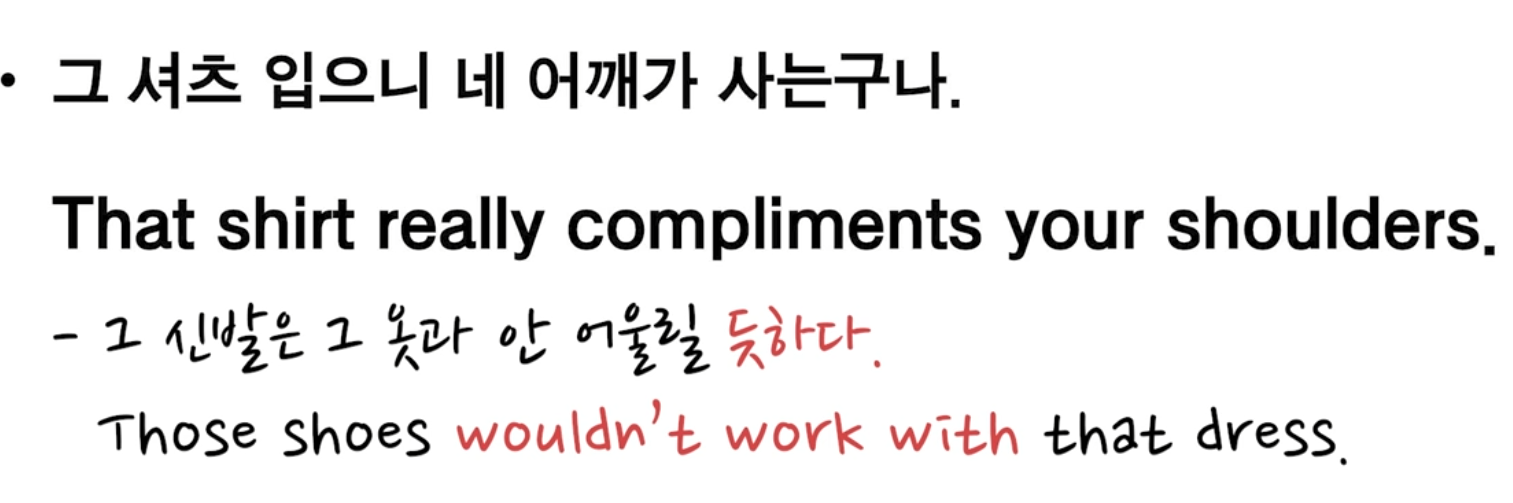 • 그 셔츠 입으니 네 어깨가 사는구나.
That shirt really compliments your shoulders.
- 그 신발은 그 옷과 안 어울릴 듯하다.
Those shoes wouldn't work with that dress.